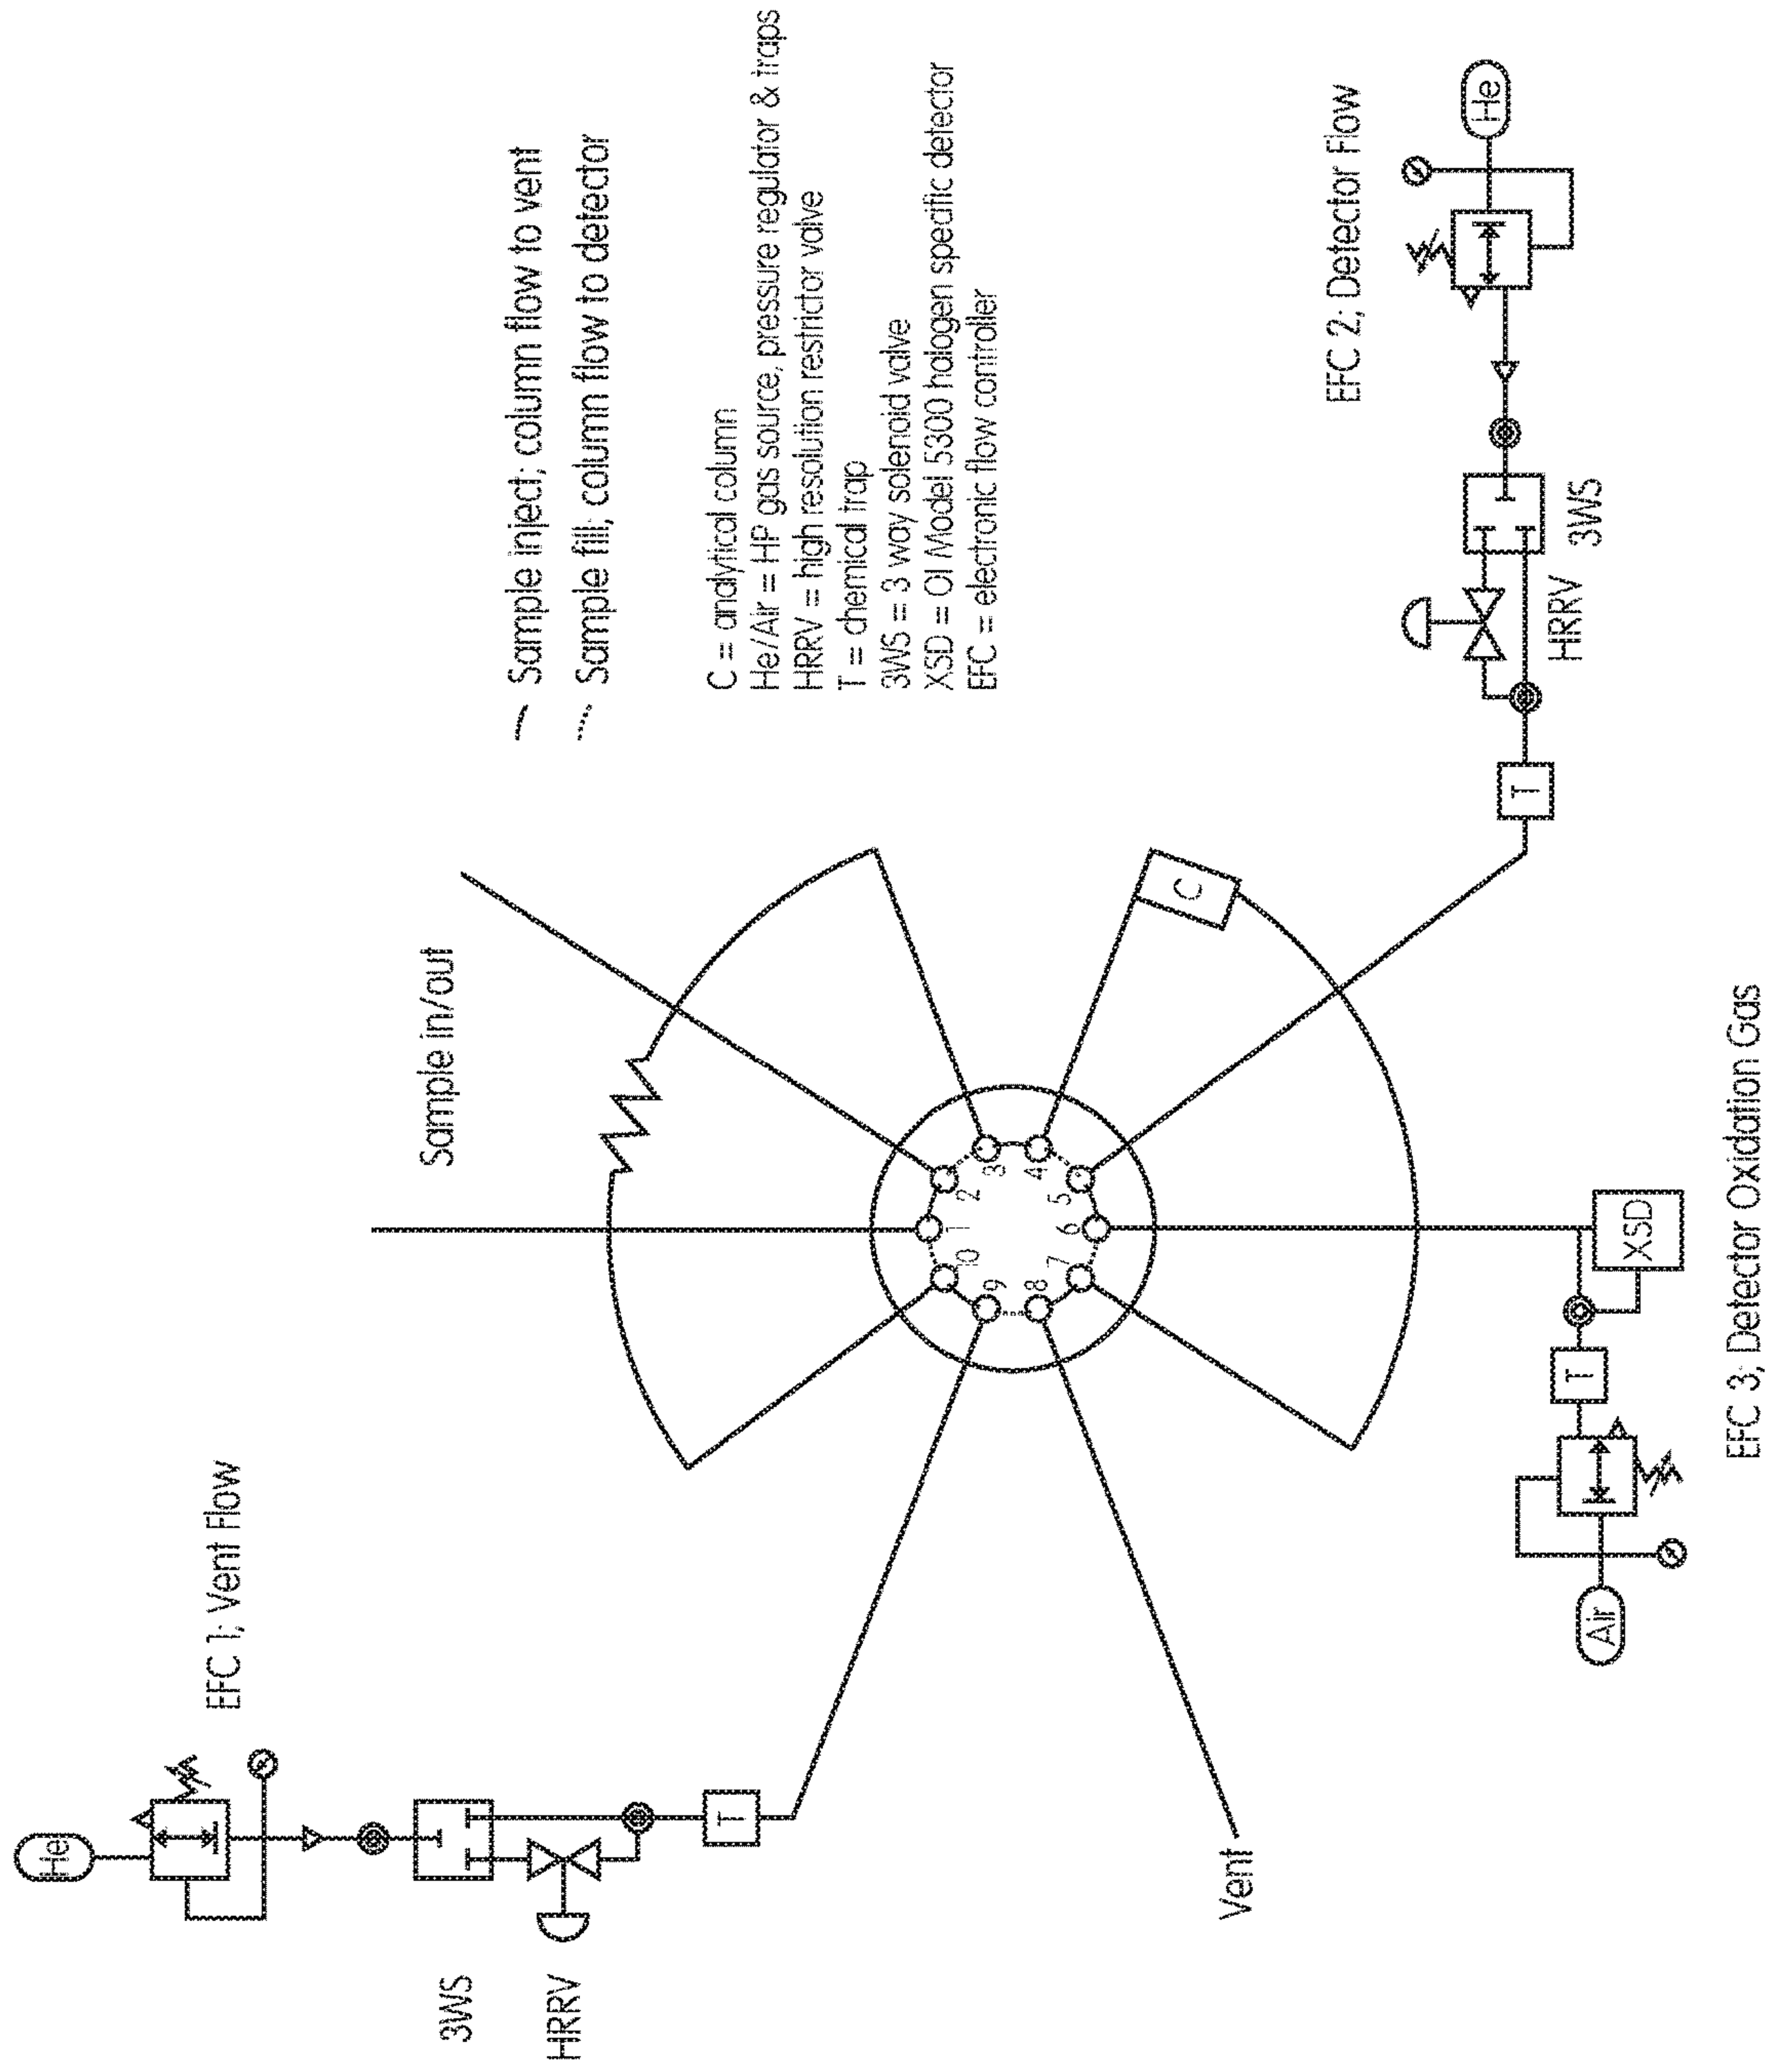 Sample inject; column flow to vent
Sample fill; column flow to detector
C = analytical column
He/Air = HP gas source, pressure regulator & traps
HRRV = high resolution restrictor valve
T = chemical trap
3WS = 3 way solenoid valve
XSD = OI Model 5300 halogen specific detector
EFC = electronic flow controller
He
EFC 1; Vent Flow
3WS
HRRV
T
Sample in/out
1
2
3
4
5
6
7
8
9
10
C
Vent
EFC 2; Detector Flow
He
3WS
HRRV
T
XSD
T
Air
EFC 3; Detector Oxidation Gas